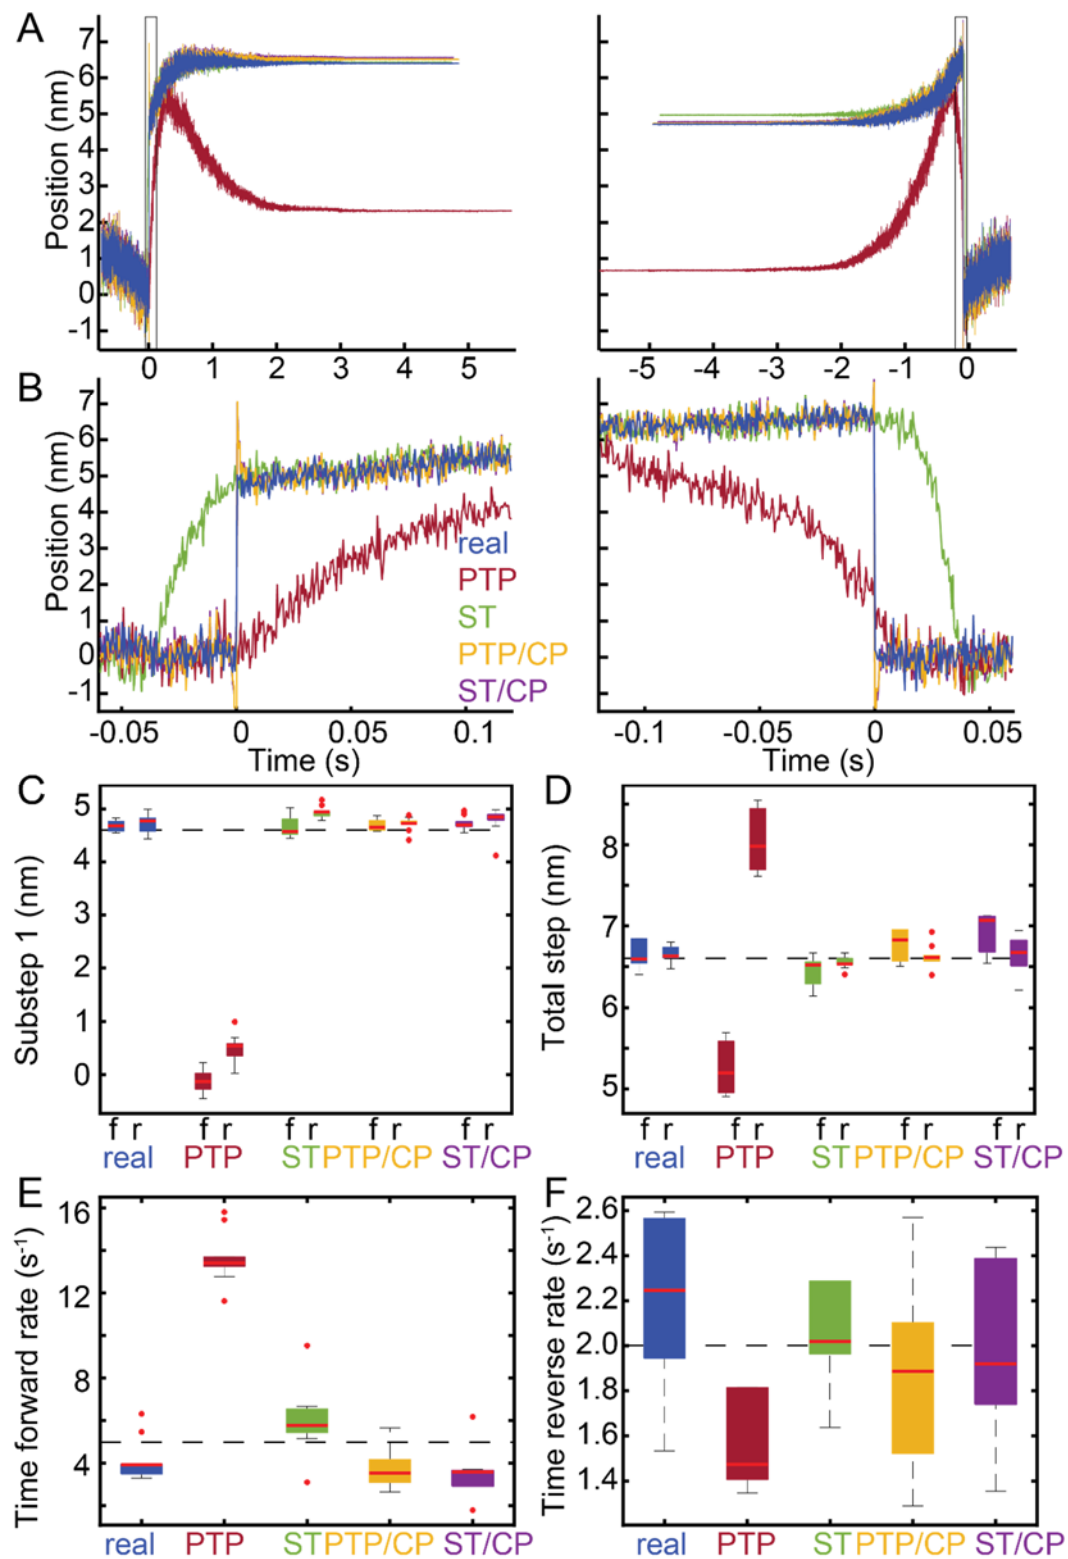 A
Position (nm)
7
6
5
4
3
2
1
0
-1
0 1 2 3 4 5
-5 -4 -3 -2 -1 0
B
Position (nm)
7
6
5
4
3
2
1
0
-1
real
PTP
ST
PTP/CP
ST/CP
-0.05 0 0.05 0.1
-0.1 -0.05 0 0.05
Time (s)
Time (s)
C
Substep 1 (nm)
5
4
3
2
1
0
f r f r f r f r f r
real PTP ST PTP/CP ST/CP
D
Total step (nm)
8
7
6
5
f r f r f r f r f r
real PTP ST PTP/CP ST/CP
E
Time forward rate (s⁻¹)
16
12
8
4
real PTP ST PTP/CP ST/CP
F
Time reverse rate (s⁻¹)
2.6
2.4
2.2
2.0
1.8
1.6
1.4
real PTP ST PTP/CP ST/CP